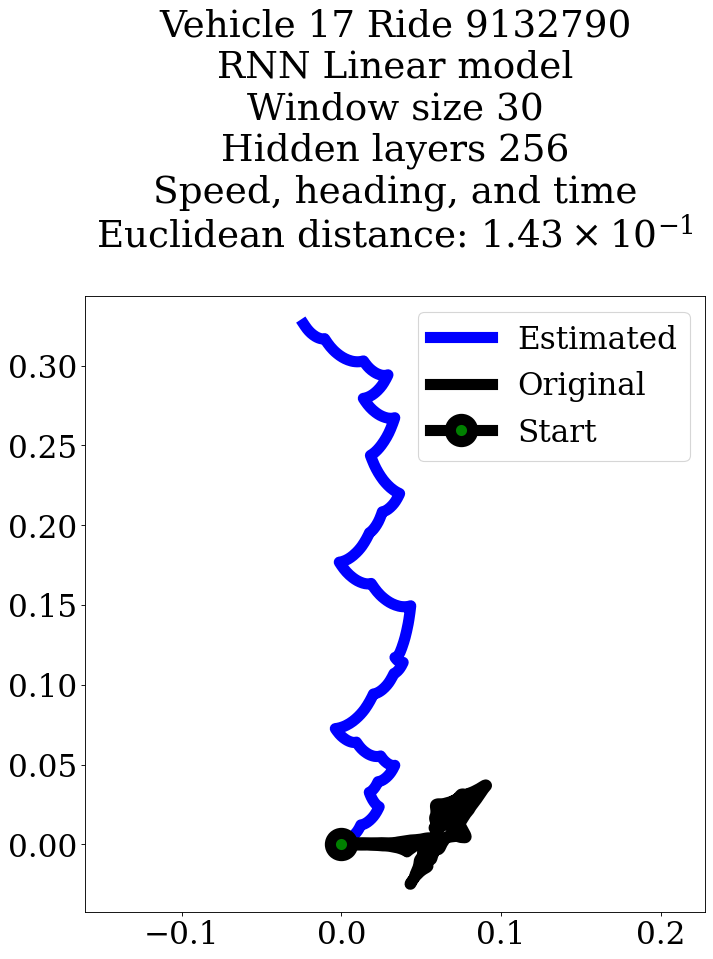 Vehicle 17 Ride 9132790
RNN Linear model
Window size 30
Hidden layers 256
Speed, heading, and time
Euclidean distance: 1.43 × 10⁻¹
Estimated
Original
Start
0.30
0.25
0.20
0.15
0.10
0.05
0.00
−0.1
0.0
0.1
0.2